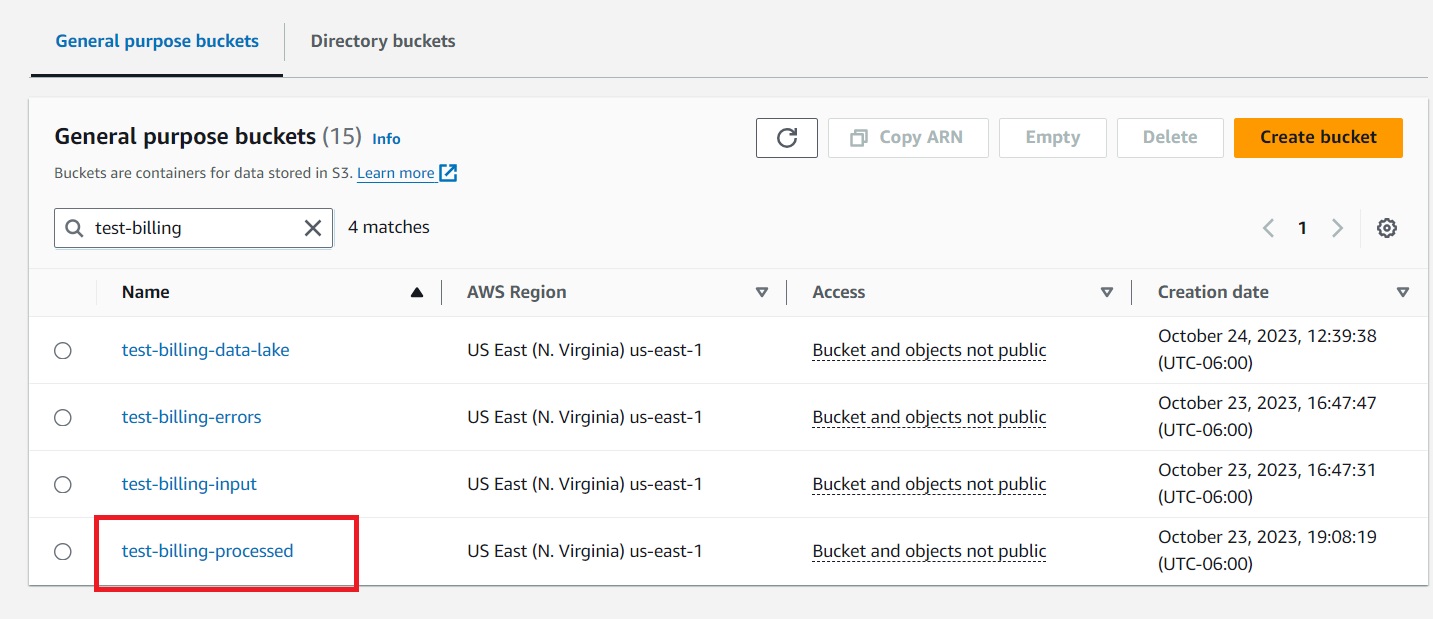 General purpose buckets Directory buckets
General purpose buckets (15) Info
Copy ARN Empty Delete Create bucket
Buckets are containers for data stored in S3. Learn more
test-billing 4 matches
1
Name AWS Region Access Creation date
test-billing-data-lake US East (N. Virginia) us-east-1 Bucket and objects not public October 24, 2023, 12:39:38
(UTC-06:00)
test-billing-errors US East (N. Virginia) us-east-1 Bucket and objects not public October 23, 2023, 16:47:47
(UTC-06:00)
test-billing-input US East (N. Virginia) us-east-1 Bucket and objects not public October 23, 2023, 16:47:31
(UTC-06:00)
test-billing-processed US East (N. Virginia) us-east-1 Bucket and objects not public October 23, 2023, 19:08:19
(UTC-06:00)